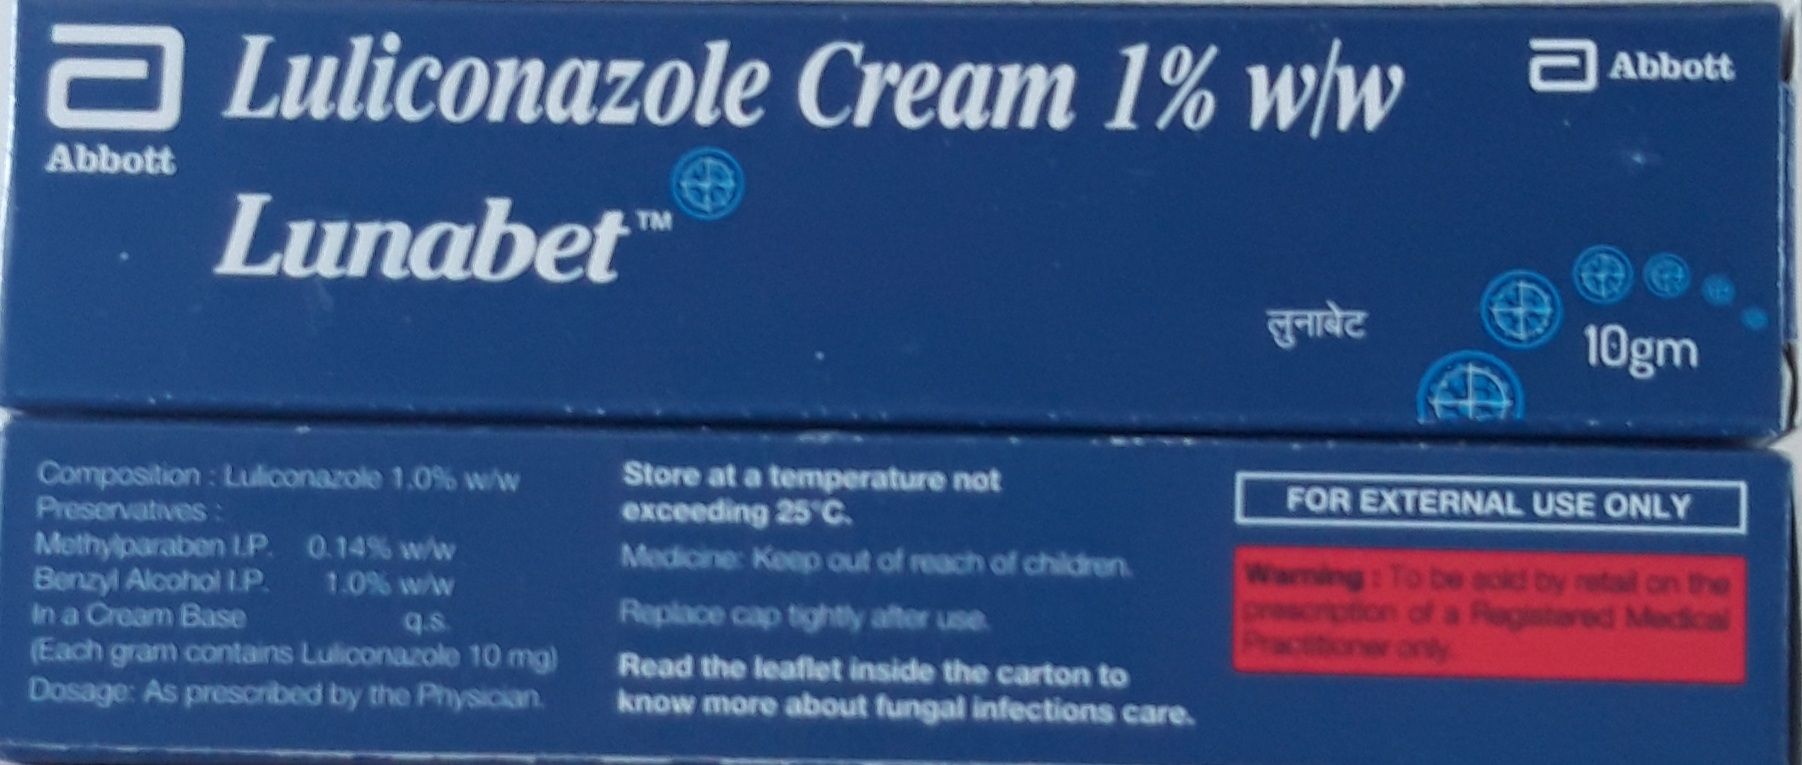 Abbott
Luliconazole Cream 1% w/w
Abbott
Lunabet™
लुनाबेट
10gm
Composition : Luliconazole 1.0% w/w
Preservatives :
Methylparaben I.P. 0.14% w/w
Benzyl Alcohol I.P. 1.0% w/w
In a Cream Base q.s.
(Each gram contains Luliconazole 10 mg)
Dosage: As prescribed by the Physician.
Store at a temperature not
exceeding 25°C.
Medicine: Keep out of reach of children.
Replace cap tightly after use.
Read the leaflet inside the carton to
know more about fungal infections care.
FOR EXTERNAL USE ONLY
Warning : To be sold by retail on the
prescription of a Registered Medical
Practitioner only.